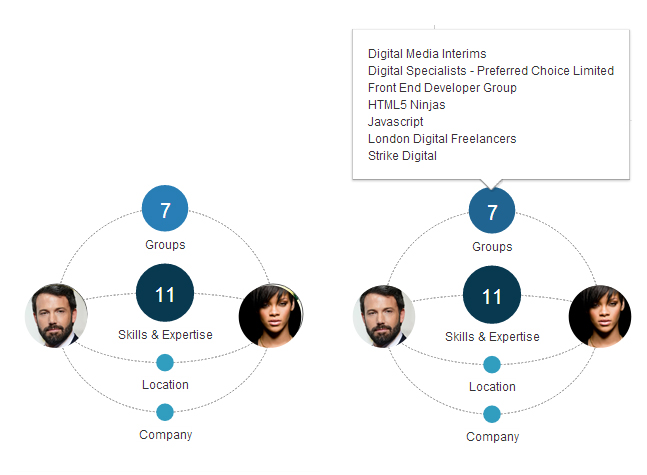 Digital Media Interims
Digital Specialists - Preferred Choice Limited
Front End Developer Group
HTML5 Ninjas
Javascript
London Digital Freelancers
Strike Digital
7
Groups
11
Skills & Expertise
Location
Company
7
Groups
11
Skills & Expertise
Location
Company